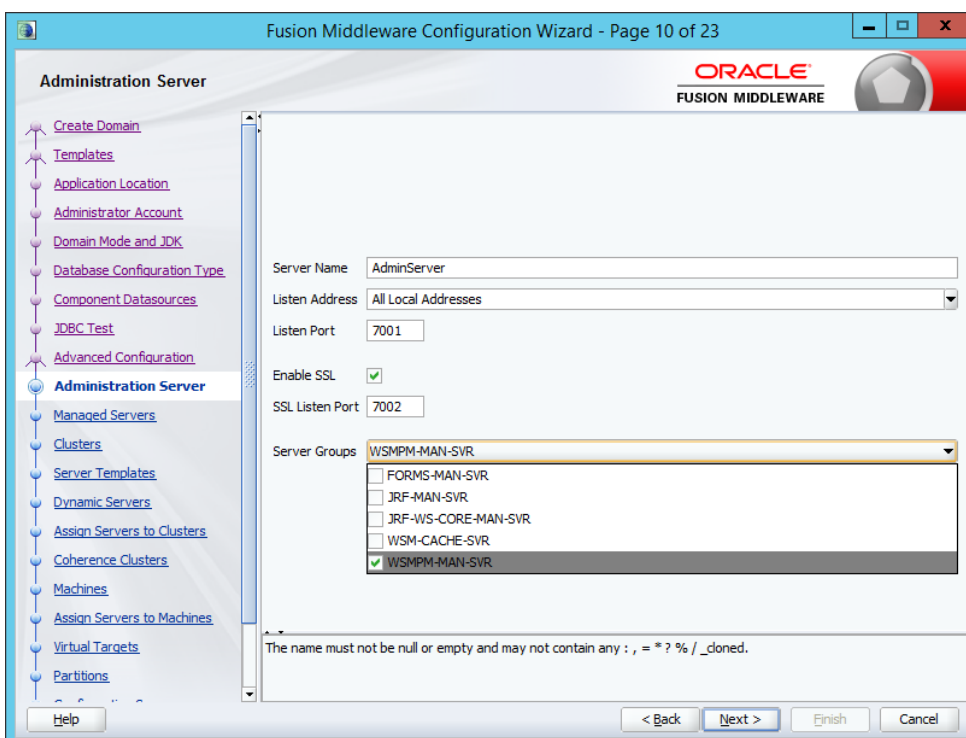 Fusion Middleware Configuration Wizard - Page 10 of 23
Administration Server
ORACLE
FUSION MIDDLEWARE
Create Domain
Templates
Application Location
Administrator Account
Domain Mode and JDK
Database Configuration Type
Component Datasources
JDBC Test
Advanced Configuration
Administration Server
Managed Servers
Clusters
Server Templates
Dynamic Servers
Assign Servers to Clusters
Coherence Clusters
Machines
Assign Servers to Machines
Virtual Targets
Partitions
Server Name AdminServer
Listen Address All Local Addresses
Listen Port 7001
Enable SSL
SSL Listen Port 7002
Server Groups WSMPM-MAN-SVR
FORMS-MAN-SVR
JRF-MAN-SVR
JRF-WS-CORE-MAN-SVR
WSM-CACHE-SVR
WSMPM-MAN-SVR
The name must not be null or empty and may not contain any : , = * ? % / _cloned.
Help
< Back
Next >
Finish
Cancel